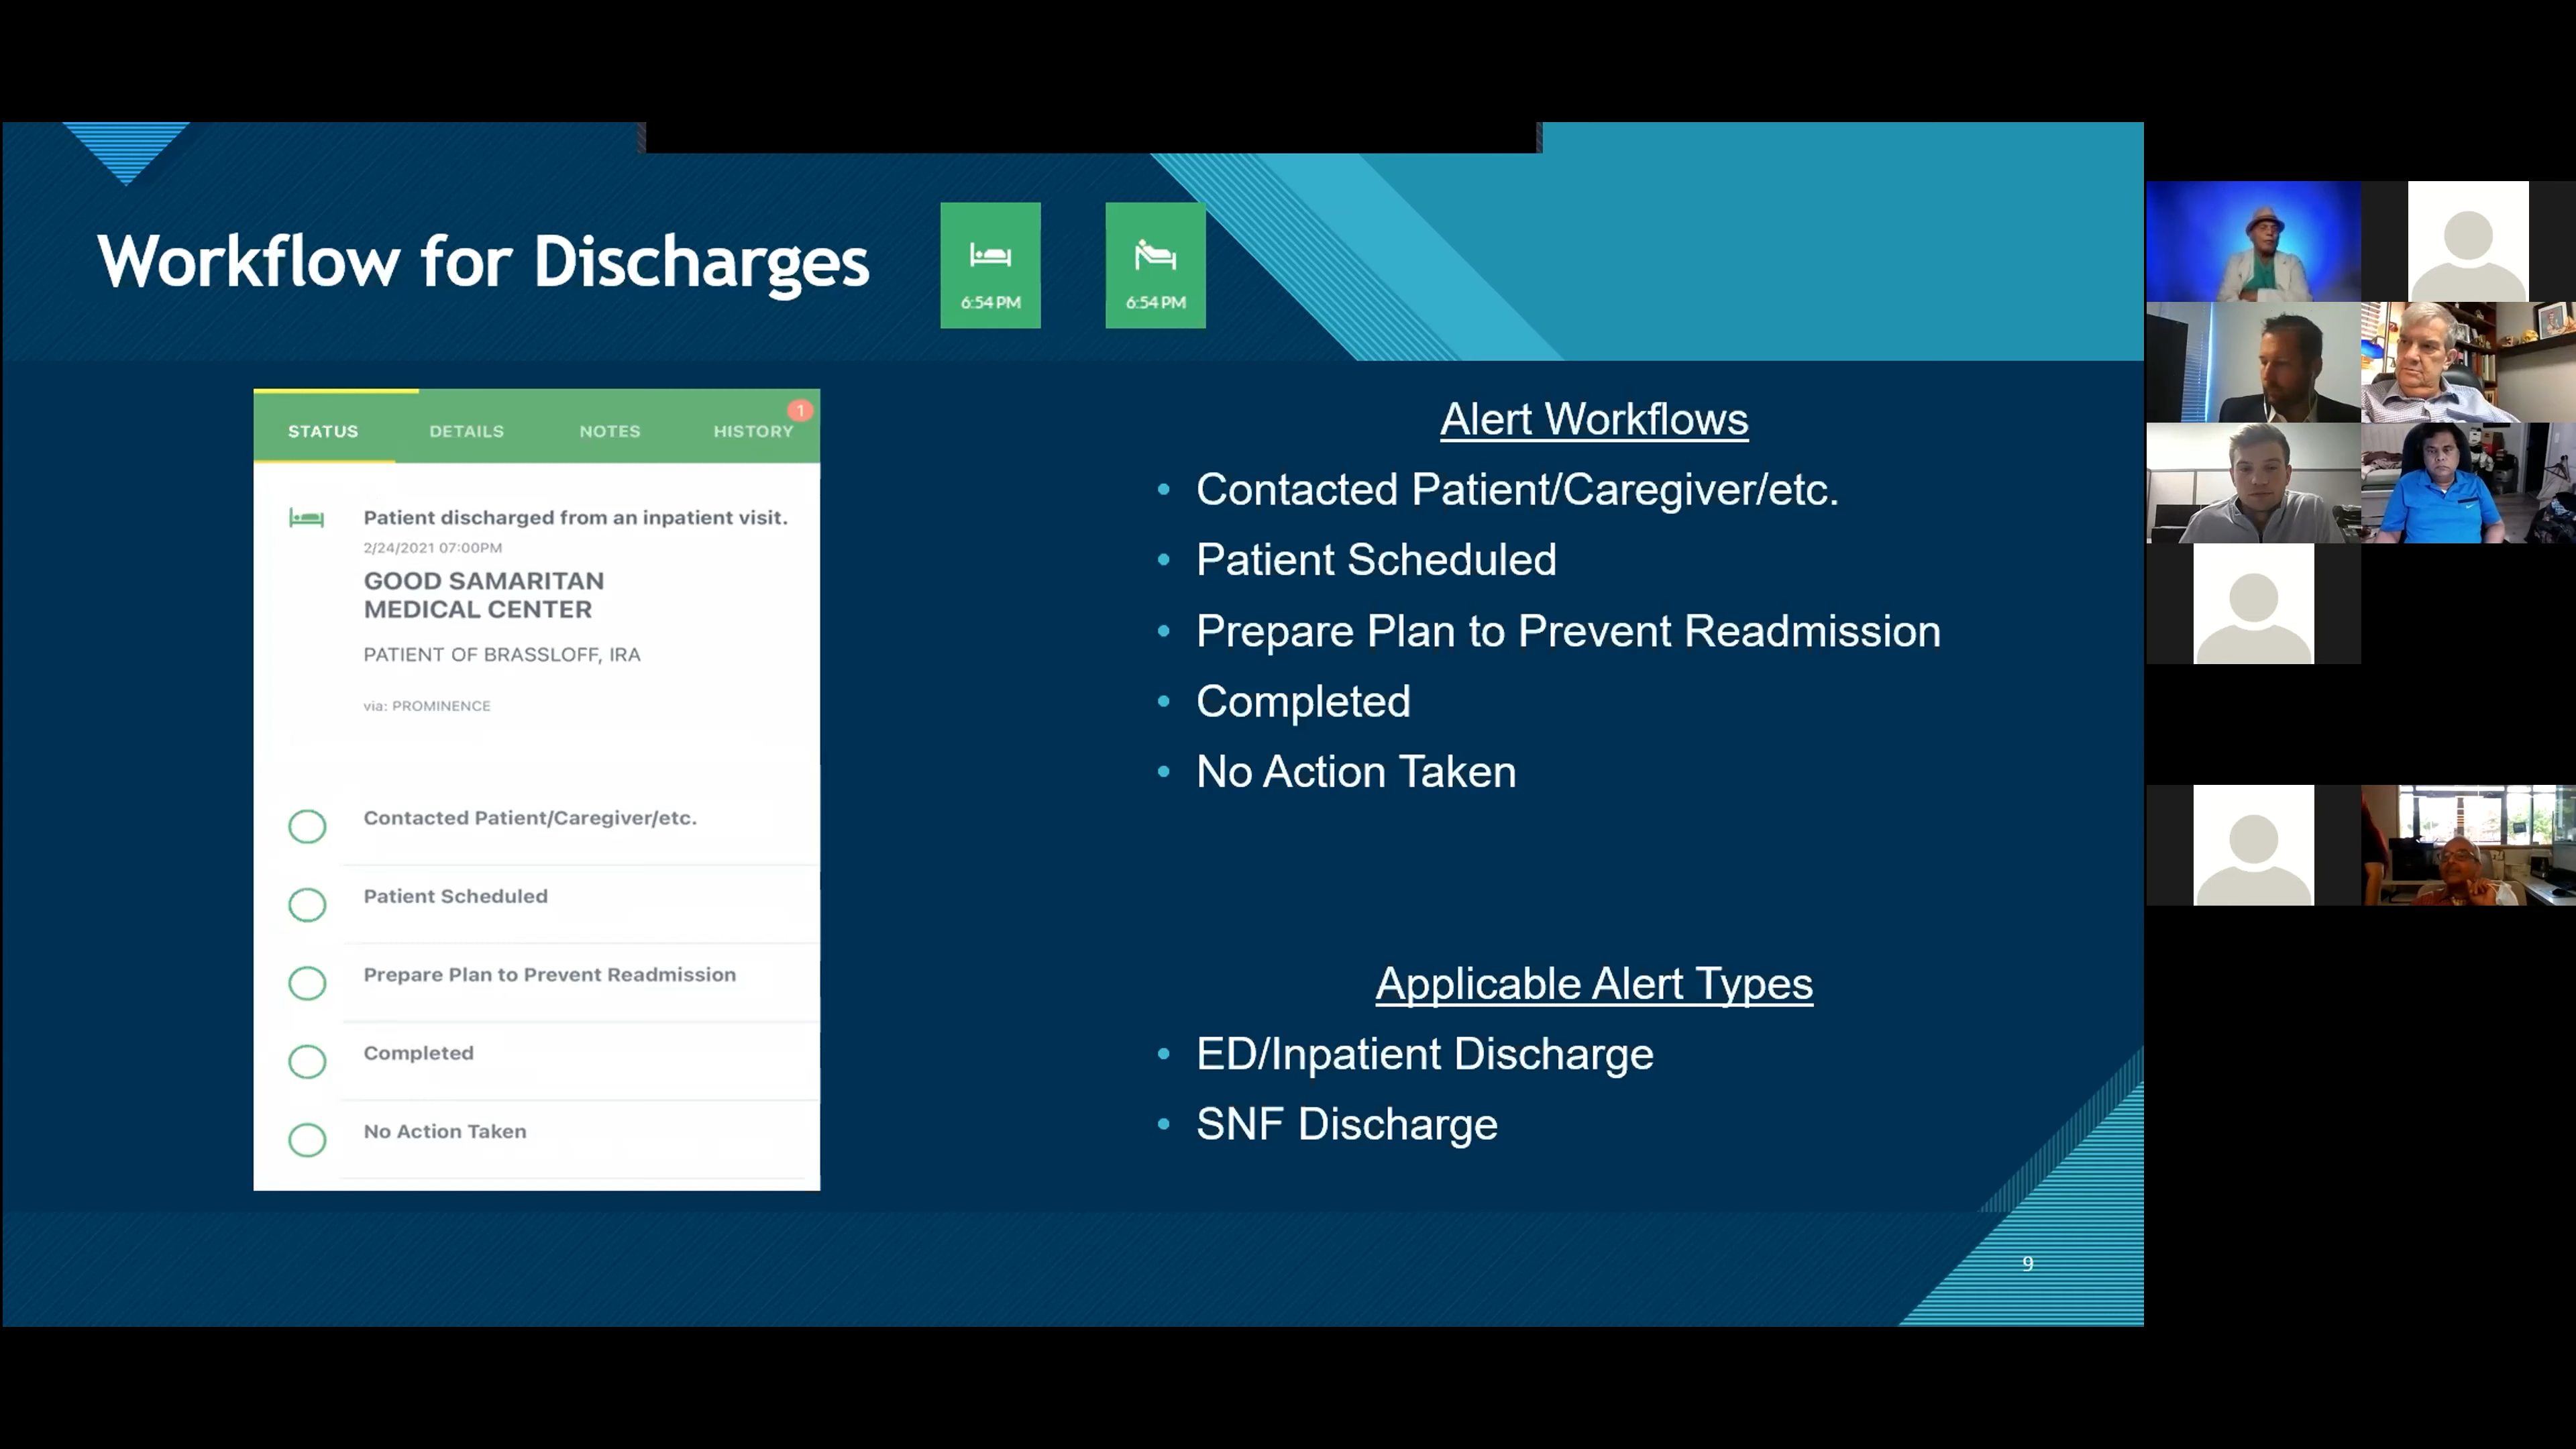 Workflow for Discharges
6:54 PM
6:54 PM
STATUS
DETAILS
NOTES
HISTORY
1
Patient discharged from an inpatient visit.
2/24/2021 07:00PM
GOOD SAMARITAN
MEDICAL CENTER
PATIENT OF BRASSLOFF, IRA
via: PROMINENCE
Contacted Patient/Caregiver/etc.
Patient Scheduled
Prepare Plan to Prevent Readmission
Completed
No Action Taken
Alert Workflows
• Contacted Patient/Caregiver/etc.
• Patient Scheduled
• Prepare Plan to Prevent Readmission
• Completed
• No Action Taken
Applicable Alert Types
• ED/Inpatient Discharge
• SNF Discharge
9